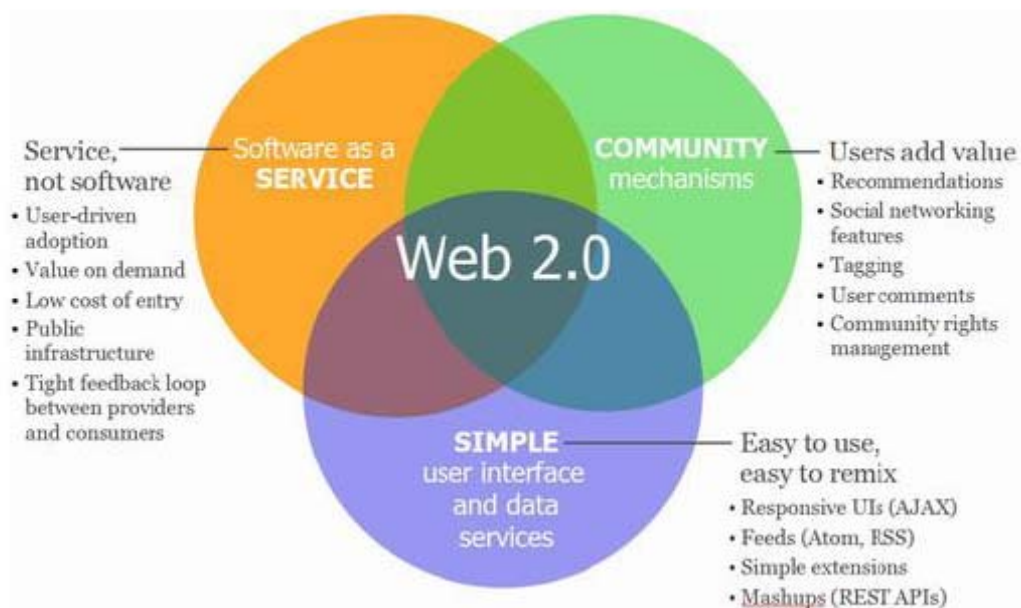 Service,
not software
• User-driven
adoption
• Value on demand
• Low cost of entry
• Public
infrastructure
• Tight feedback loop
between providers
and consumers
Software as a
SERVICE
COMMUNITY
mechanisms
Users add value
• Recommendations
• Social networking
features
• Tagging
• User comments
• Community rights
management
Web 2.0
SIMPLE
user interface
and data
services
Easy to use,
easy to remix
• Responsive UIs (AJAX)
• Feeds (Atom, RSS)
• Simple extensions
• Mashups (REST APIs)